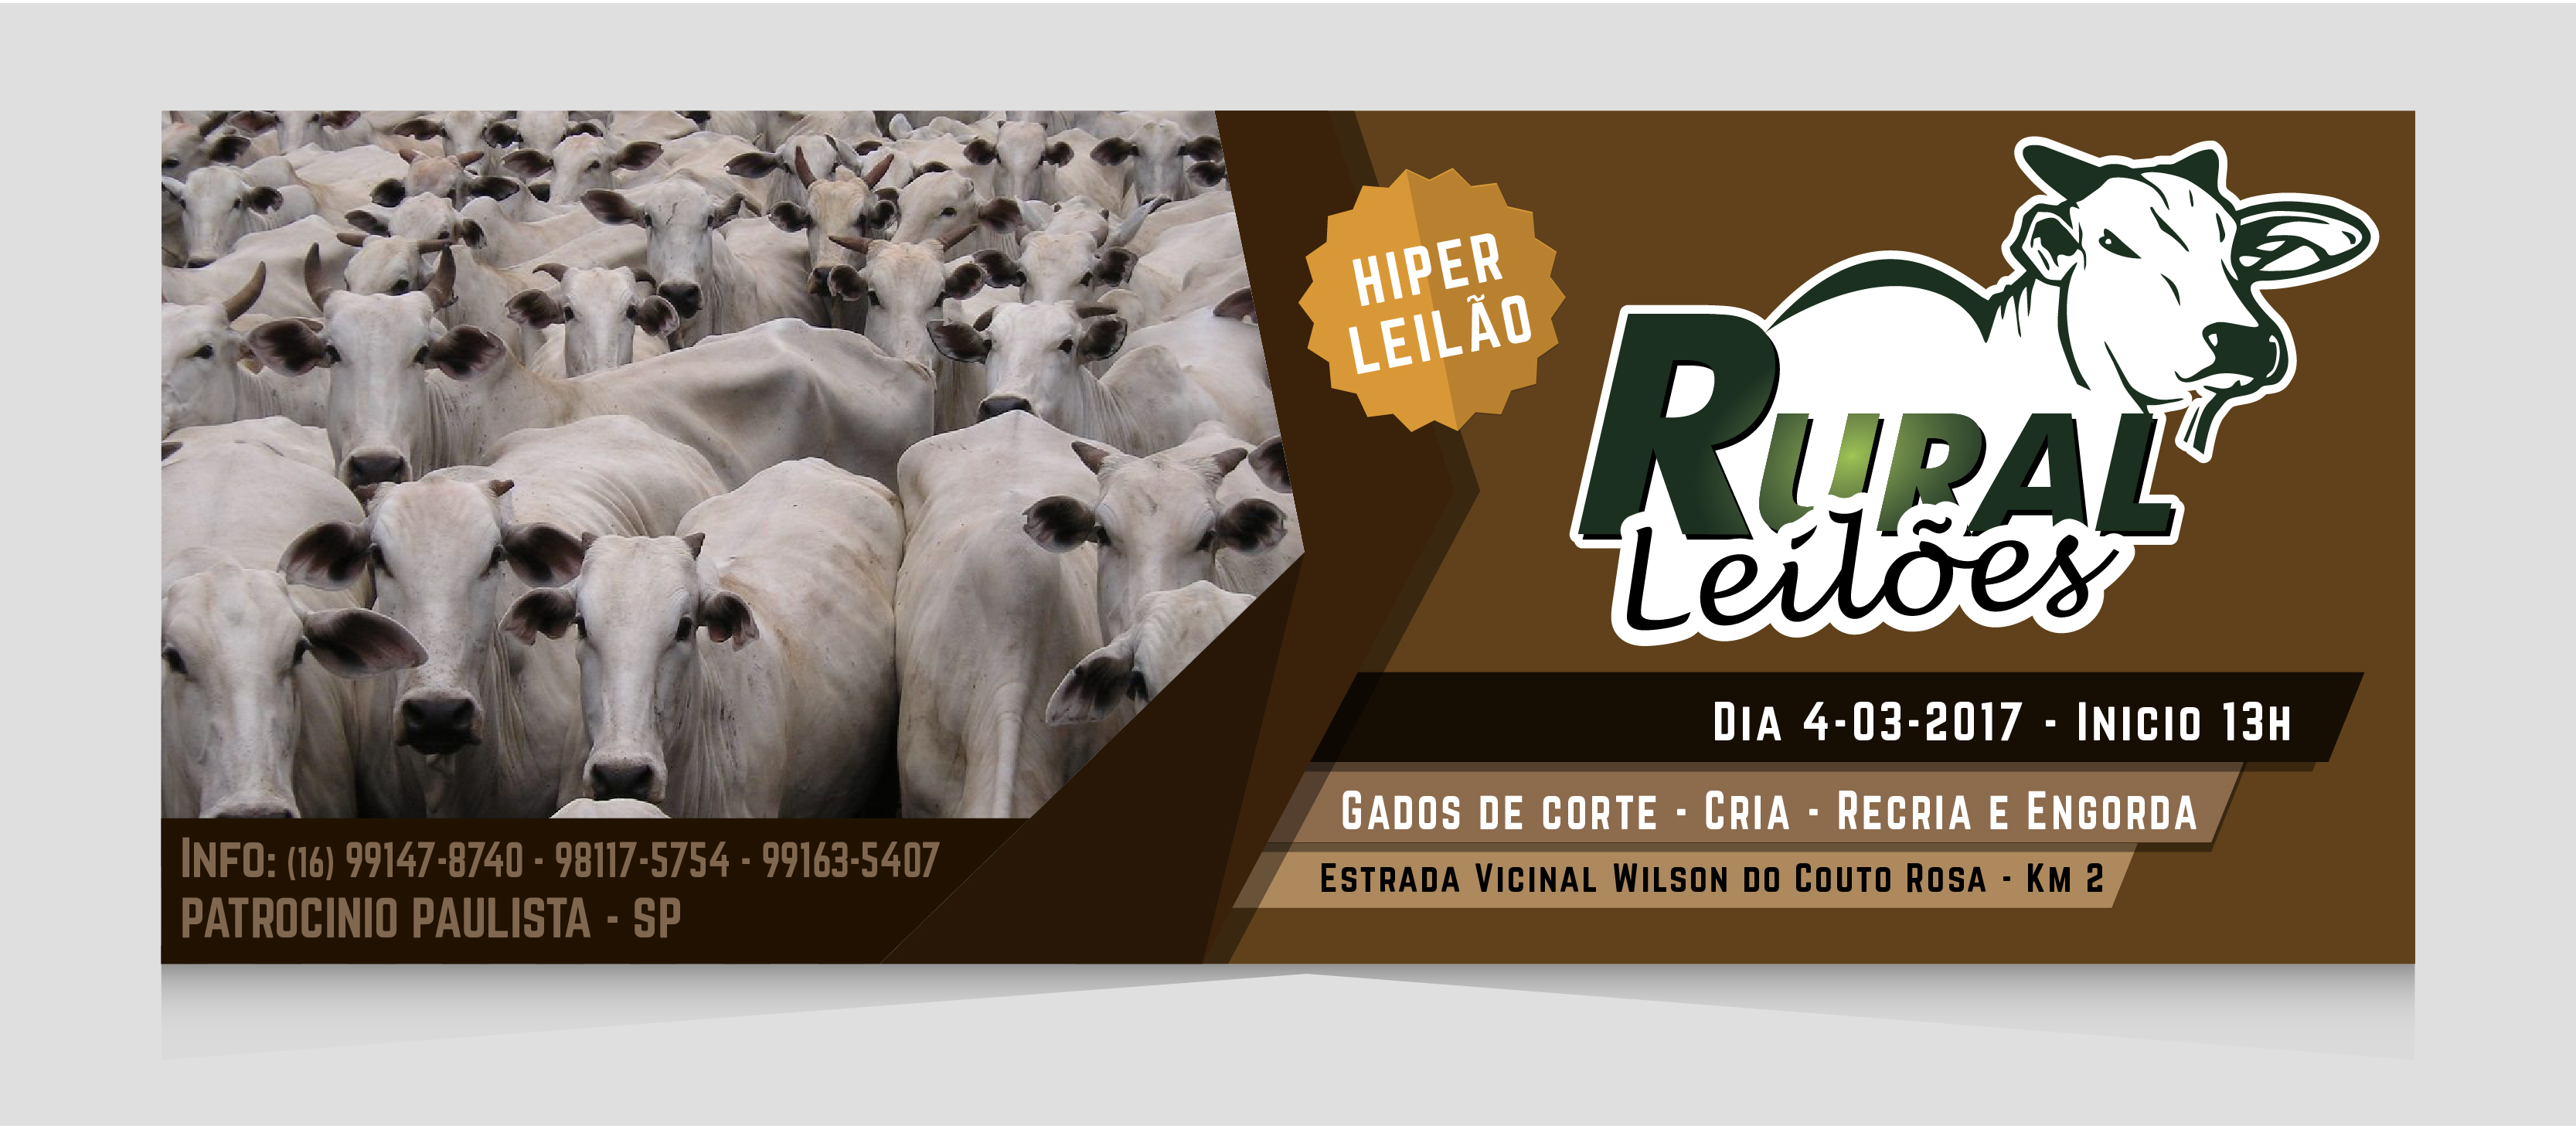 HIPER
LEILÃO
RURAL
Leilões
DIA 4-03-2017 - INICIO 13H
GADOS DE CORTE - CRIA - RECRIA E ENGORDA
ESTRADA VICINAL WILSON DO COUTO ROSA - KM 2
INFO: (16) 99147-8740 - 98117-5754 - 99163-5407
PATROCINIO PAULISTA - SP